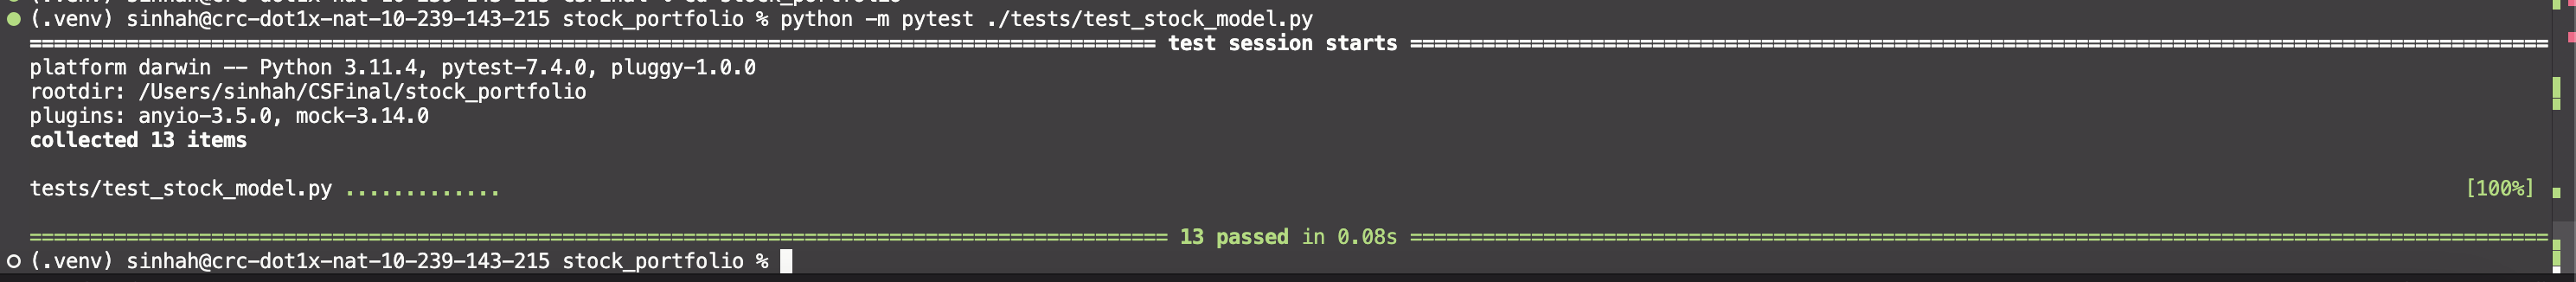 (.venv) sinhah@crc-dot1x-nat-10-239-143-215 stock_portfolio % python -m pytest ./tests/test_stock_model.py
============ test session starts ============
platform darwin -- Python 3.11.4, pytest-7.4.0, pluggy-1.0.0
rootdir: /Users/sinhah/CSFinal/stock_portfolio
plugins: anyio-3.5.0, mock-3.14.0
collected 13 items
tests/test_stock_model.py ............. [100%]
============ 13 passed in 0.08s ============
(.venv) sinhah@crc-dot1x-nat-10-239-143-215 stock_portfolio %